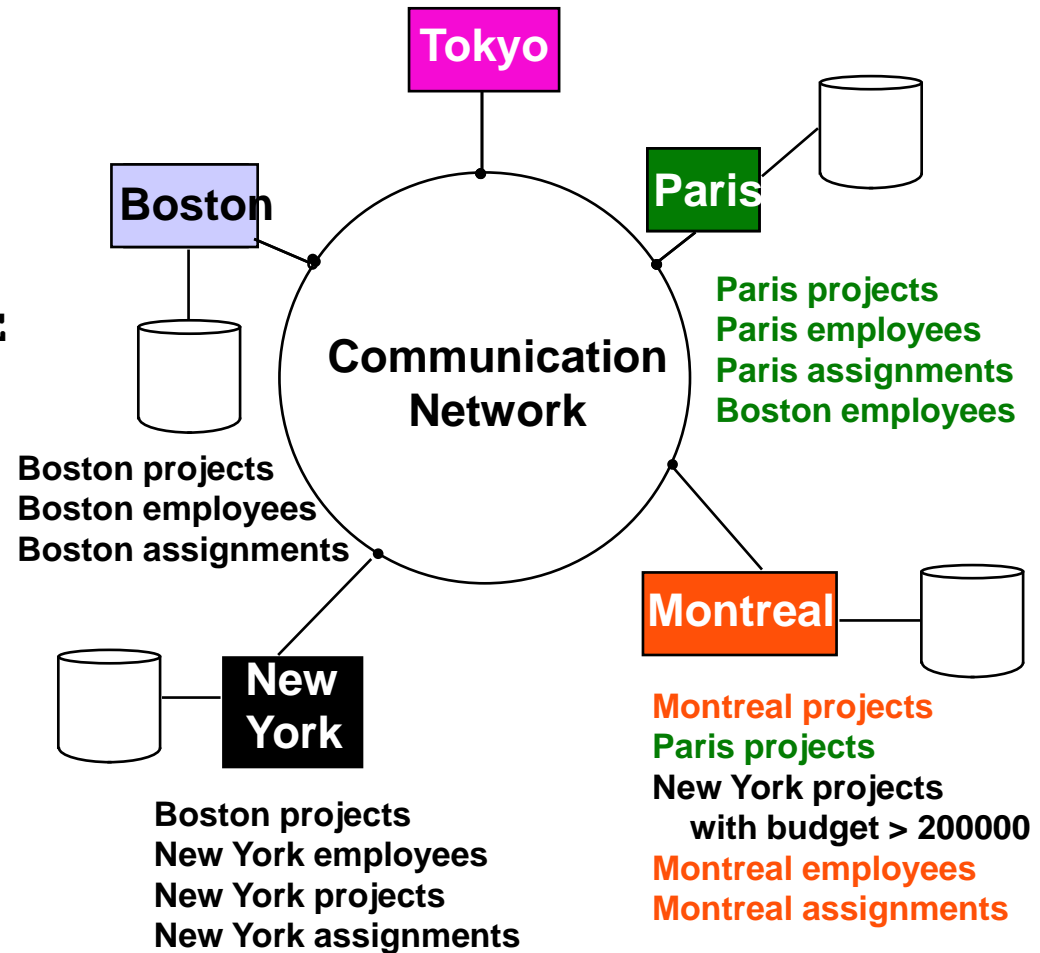 Tokyo
Boston
Paris
:
Communication
Network
Paris projects
Paris employees
Paris assignments
Boston employees
Boston projects
Boston employees
Boston assignments
Montreal
New
York
Montreal projects
Paris projects
New York projects
with budget > 200000
Montreal employees
Montreal assignments
Boston projects
New York employees
New York projects
New York assignments